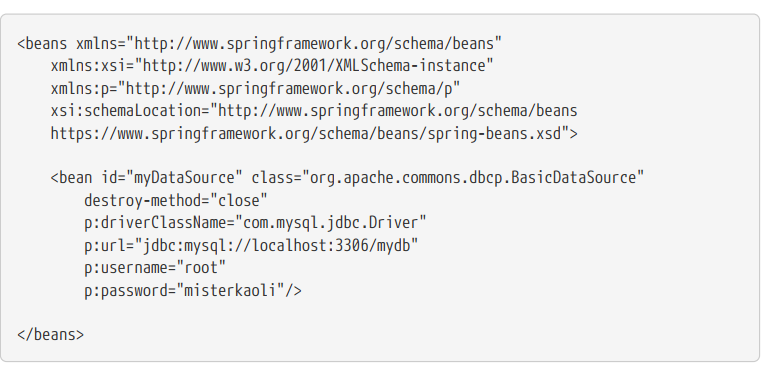 <beans xmlns="http://www.springframework.org/schema/beans"
    xmlns:xsi="http://www.w3.org/2001/XMLSchema-instance"
    xmlns:p="http://www.springframework.org/schema/p"
    xsi:schemaLocation="http://www.springframework.org/schema/beans
    https://www.springframework.org/schema/beans/spring-beans.xsd">

    <bean id="myDataSource" class="org.apache.commons.dbcp.BasicDataSource"
        destroy-method="close"
        p:driverClassName="com.mysql.jdbc.Driver"
        p:url="jdbc:mysql://localhost:3306/mydb"
        p:username="root"
        p:password="misterkaoli"/>

</beans>